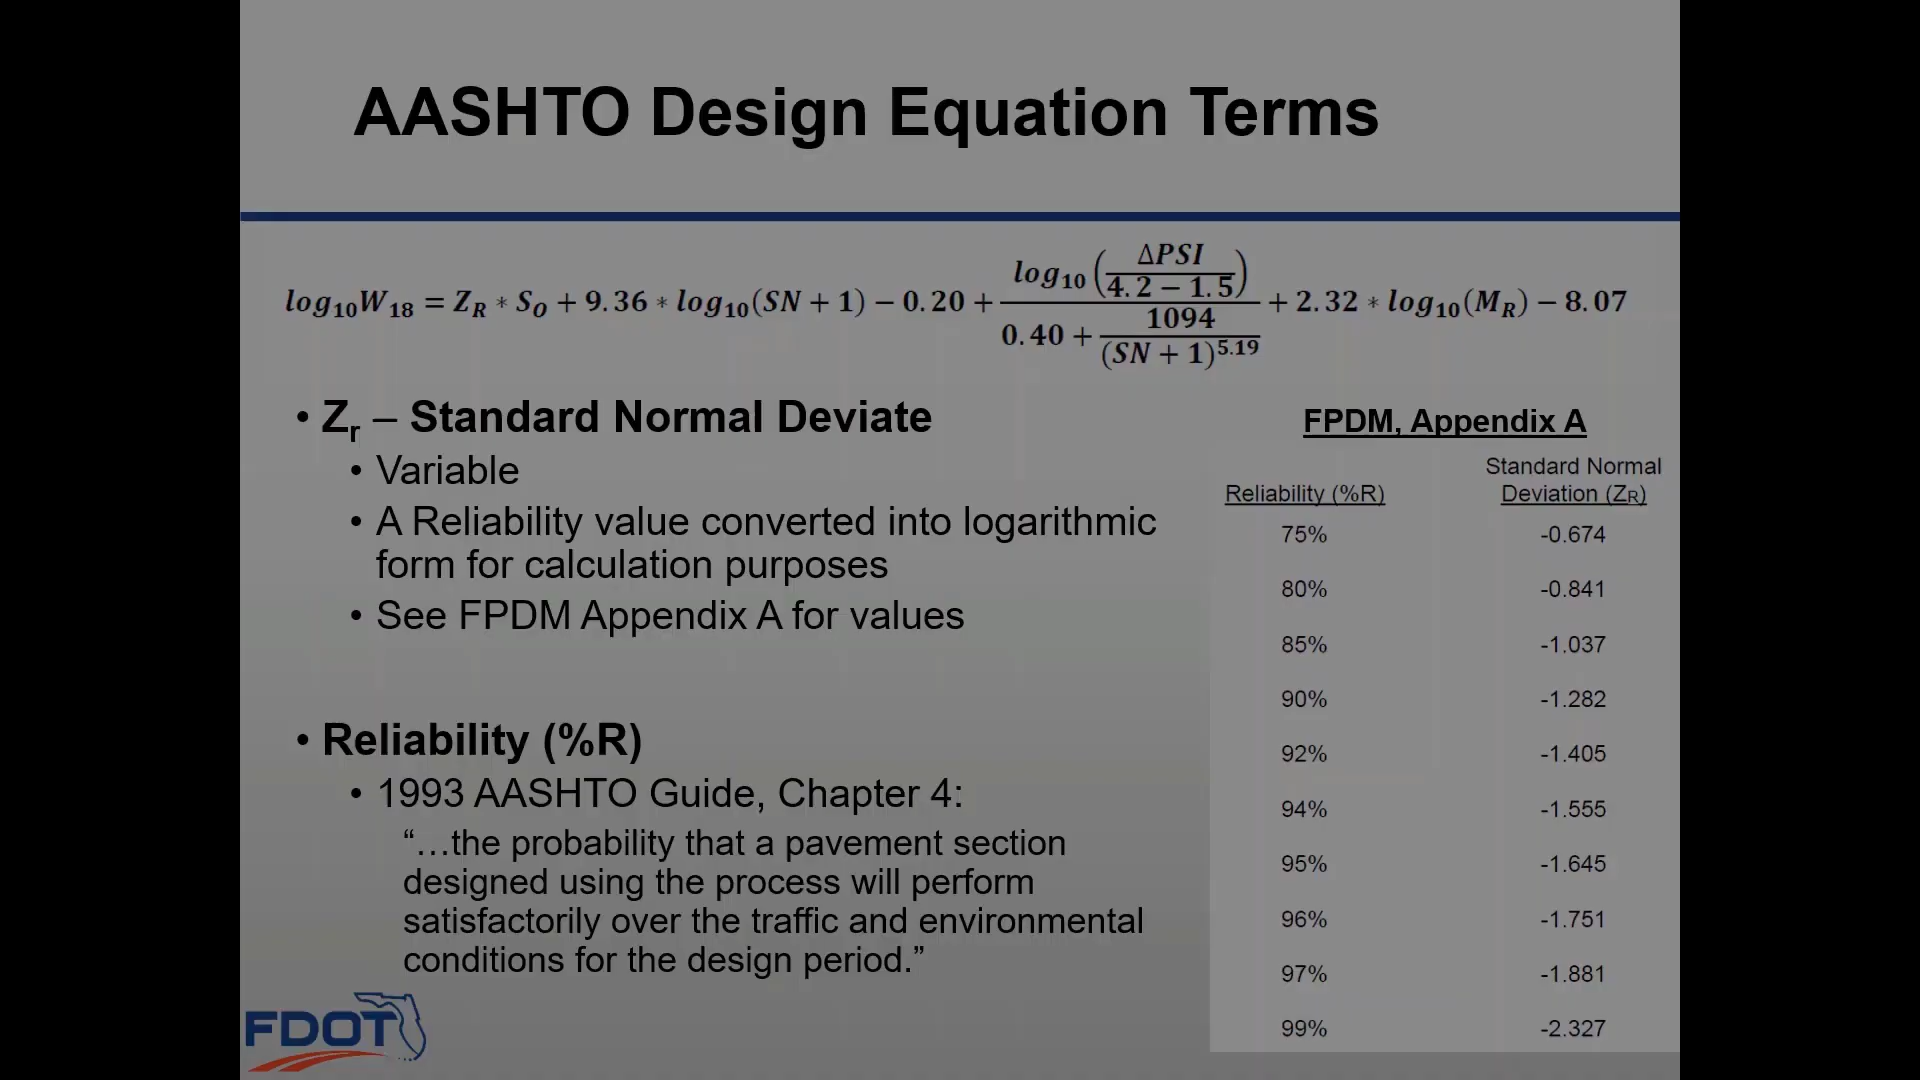 AASHTO Design Equation Terms
log₁₀W₁₈ = Z_R * S_O + 9.36 * log₁₀(SN + 1) − 0.20 + log₁₀(ΔPSI / (4.2 − 1.5)) / (0.40 + 1094 / (SN + 1)^5.19) + 2.32 * log₁₀(M_R) − 8.07
• Zr – Standard Normal Deviate
• Variable
• A Reliability value converted into logarithmic
form for calculation purposes
• See FPDM Appendix A for values
• Reliability (%R)
• 1993 AASHTO Guide, Chapter 4:
“…the probability that a pavement section
designed using the process will perform
satisfactorily over the traffic and environmental
conditions for the design period.”
FPDM, Appendix A
Standard Normal
Reliability (%R) Deviation (ZR)
75% -0.674
80% -0.841
85% -1.037
90% -1.282
92% -1.405
94% -1.555
95% -1.645
96% -1.751
97% -1.881
99% -2.327
FDOT